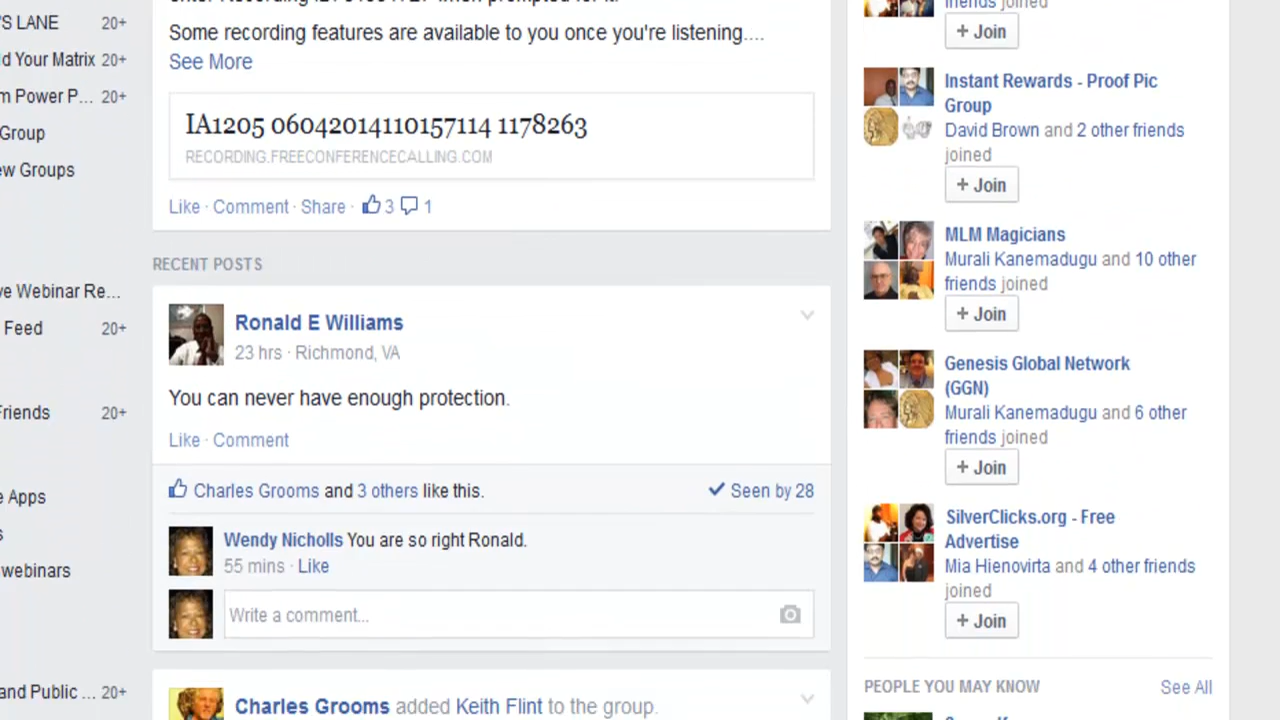 'S LANE 20+
d Your Matrix 20+
m Power P... 20+
Group
ew Groups
ve Webinar Re...
Feed 20+
Friends 20+
e Apps
s
webinars
and Public ... 20+
Some recording features are available to you once you're listening....
See More
IA1205 06042014110157114 1178263
RECORDING.FREECONFERENCECALLING.COM
Like · Comment · Share · 3 1
RECENT POSTS
Ronald E Williams
23 hrs · Richmond, VA
You can never have enough protection.
Like · Comment
Charles Grooms and 3 others like this. Seen by 28
Wendy Nicholls You are so right Ronald.
55 mins · Like
Write a comment...
Charles Grooms added Keith Flint to the group.
friends joined
+ Join
Instant Rewards - Proof Pic
Group
David Brown and 2 other friends
joined
+ Join
MLM Magicians
Murali Kanemadugu and 10 other
friends joined
+ Join
Genesis Global Network
(GGN)
Murali Kanemadugu and 6 other
friends joined
+ Join
SilverClicks.org - Free
Advertise
Mia Hienovirta and 4 other friends
joined
+ Join
PEOPLE YOU MAY KNOW See All